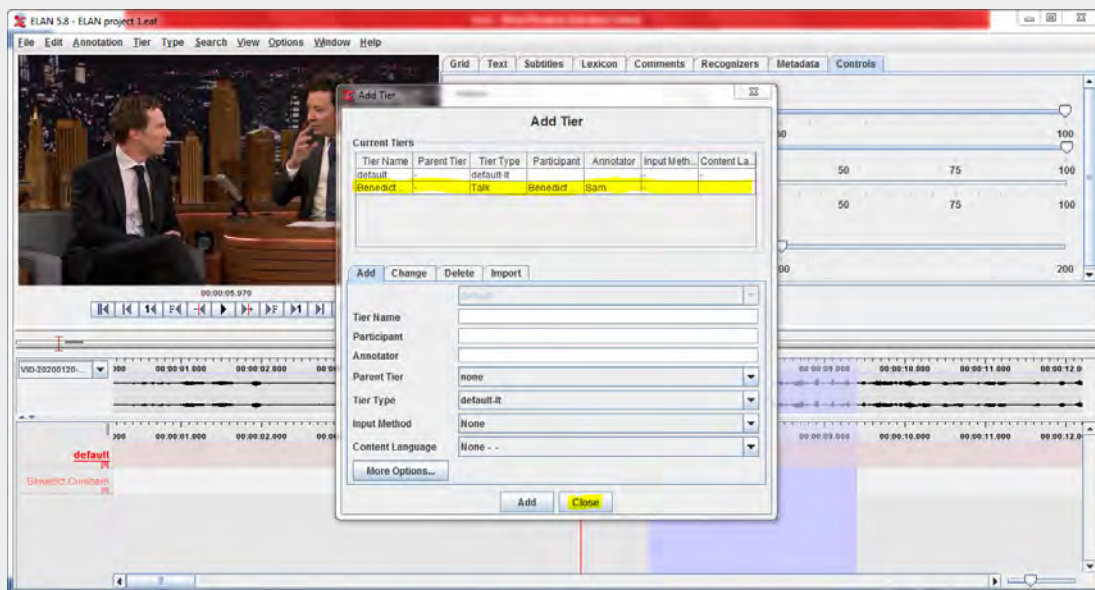 ELAN 5.8 - ELAN project 1.eaf
File Edit Annotation Tier Type Search View Options Window Help
Grid Text Subtitles Lexicon Comments Recognizers Metadata Controls
Add Tier
Add Tier
Current Tiers
Tier Name Parent Tier Tier Type Participant Annotator Input Meth... Content La...
default - default-lt - -
Benedict ... - Talk Benedict ... Sam - -
100
50 75 100
50 75 100
200
Add Change Delete Import
default
Tier Name
Participant
Annotator
Parent Tier none
Tier Type default-lt
Input Method None
Content Language None - -
More Options...
Add Close
00:00:05.970
VID-20200120-...
00:00:01.000 00:00:02.000 00:00:09.000 00:00:10.000 00:00:11.000 00:00:12.0
00:00:01.000 00:00:02.000 00:00:09.000 00:00:10.000 00:00:11.000 00:00:12.0
default
[0]
Benedict Cumberb
[0]